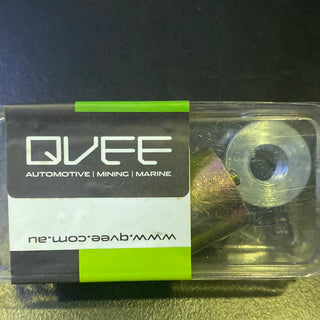 QVEE
AUTOMOTIVE | MINING | MARINE
www.qvee.com.au